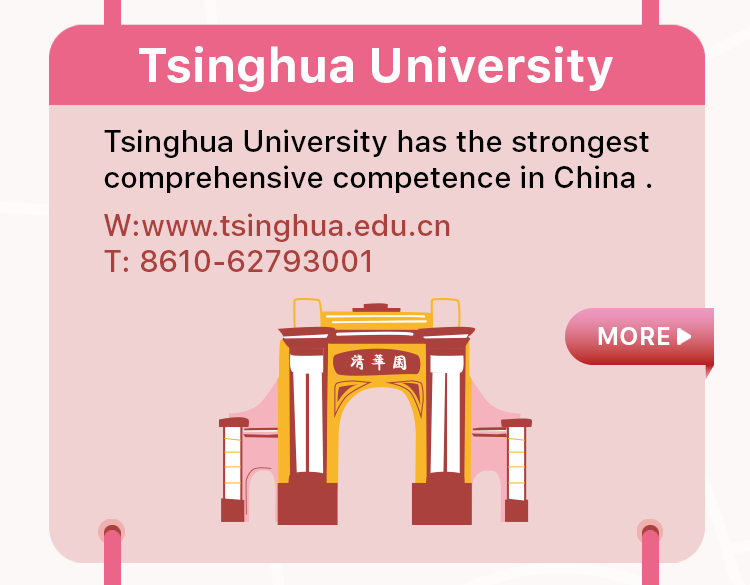 Tsinghua University
Tsinghua University has the strongest
comprehensive competence in China .
W:www.tsinghua.edu.cn
T: 8610-62793001
MORE
清華园